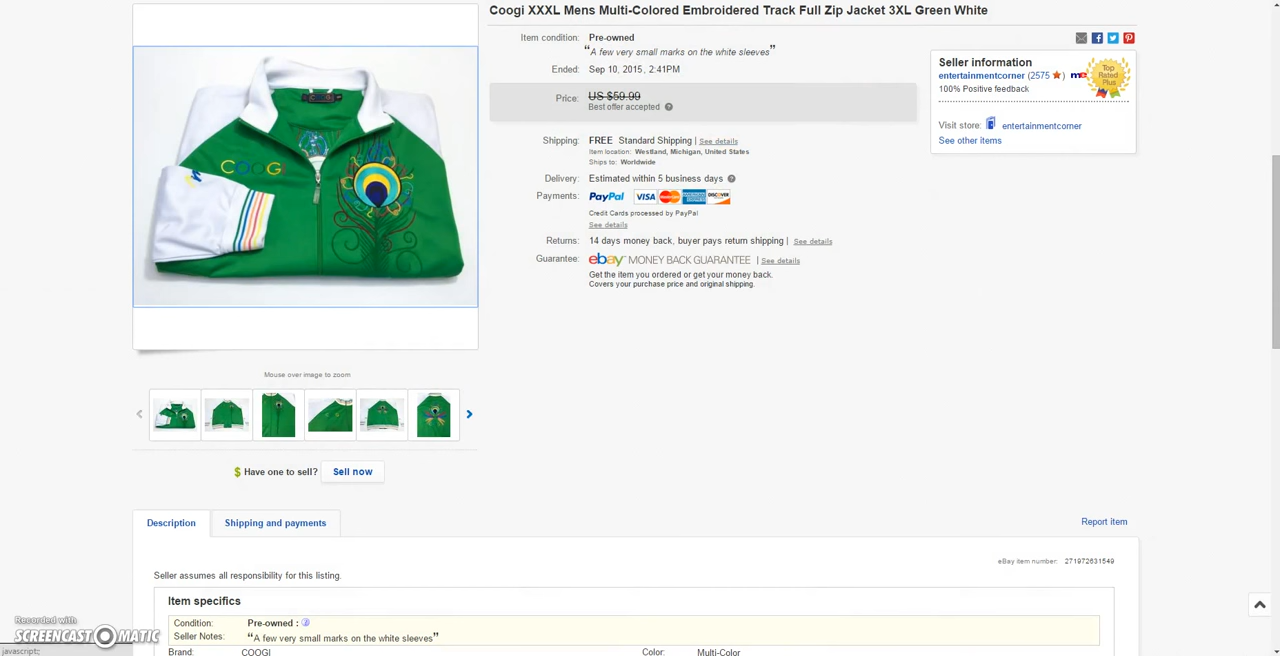 Coogi XXXL Mens Multi-Colored Embroidered Track Full Zip Jacket 3XL Green White
Item condition: Pre-owned
“A few very small marks on the white sleeves”
Ended: Sep 10, 2015, 2:41PM
Price: US $59.99
Best offer accepted ?
Shipping: FREE Standard Shipping | See details
Item location: Westland, Michigan, United States
Ships to: Worldwide
Delivery: Estimated within 5 business days ?
Payments: PayPal VISA MasterCard AMERICAN EXPRESS DISCOVER
Credit Cards processed by PayPal
See details
Returns: 14 days money back, buyer pays return shipping | See details
Guarantee: ebay MONEY BACK GUARANTEE | See details
Get the item you ordered or get your money back.
Covers your purchase price and original shipping.
Seller information
entertainmentcorner (2575 ) me
100% Positive feedback
Top Rated Plus
Visit store: entertainmentcorner
See other items
COOGI
COOGI
Mouse over image to zoom
$ Have one to sell? Sell now
Description
Shipping and payments
Report item
eBay item number: 271972631549
Seller assumes all responsibility for this listing.
Item specifics
Condition: Pre-owned :
Seller Notes: “A few very small marks on the white sleeves”
Brand: COOGI
Color: Multi-Color
Recorded with
SCREENCAST-O-MATIC
javascript:;